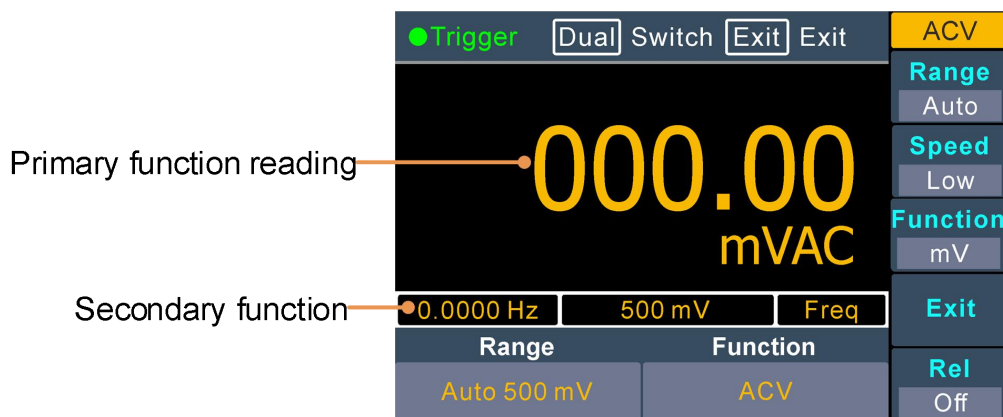 Trigger Dual Switch Exit Exit
ACV
Range
Auto
Primary function reading
000.00
mVAC
Speed
Low
Function
mV
Secondary function
0.0000 Hz 500 mV Freq
Exit
Range Function
Auto 500 mV ACV
Rel
Off